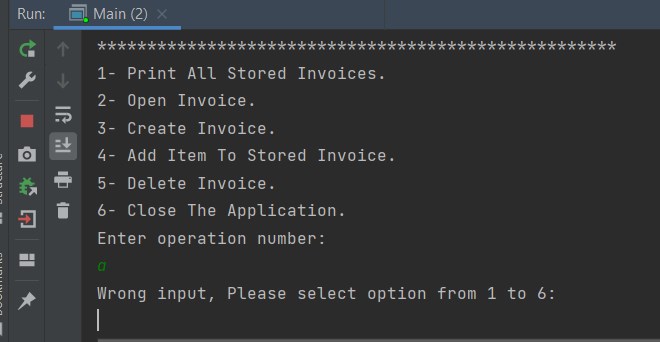 Run: Main (2)
****************************************************
1- Print All Stored Invoices.
2- Open Invoice.
3- Create Invoice.
4- Add Item To Stored Invoice.
5- Delete Invoice.
6- Close The Application.
Enter operation number:
a
Wrong input, Please select option from 1 to 6: